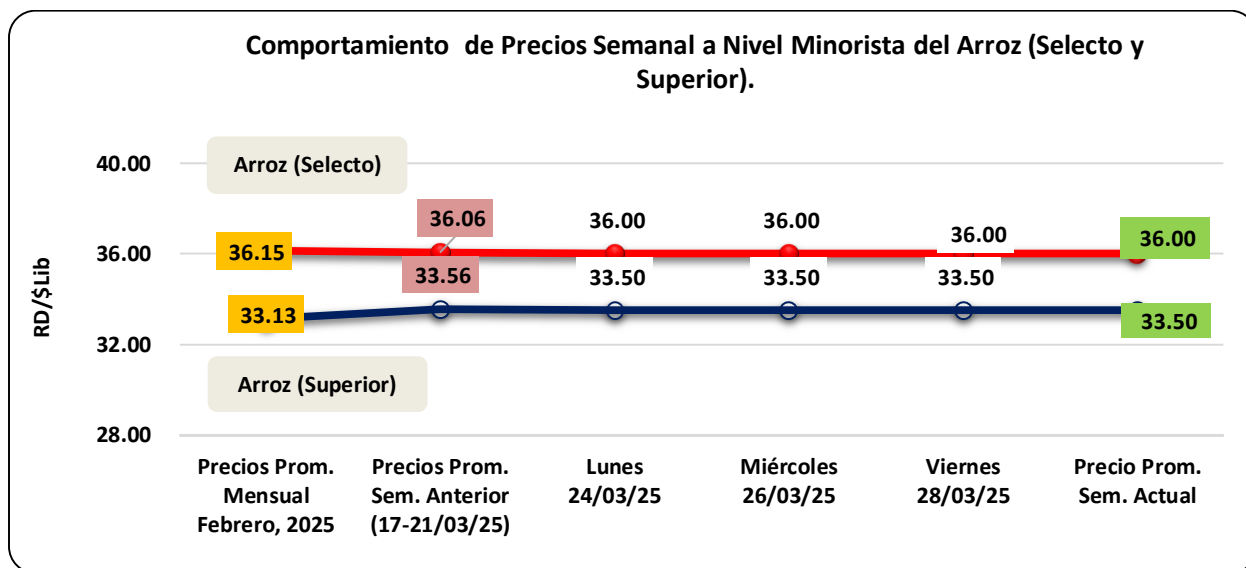 Comportamiento de Precios Semanal a Nivel Minorista del Arroz (Selecto y
Superior).
RD/$Lib
40.00
36.00
32.00
28.00
Arroz (Selecto)
36.15
36.06
36.00
36.00
36.00
36.00
33.13
33.56
33.50
33.50
33.50
33.50
Arroz (Superior)
Precios Prom.
Mensual
Febrero, 2025
Precios Prom.
Sem. Anterior
(17-21/03/25)
Lunes
24/03/25
Miércoles
26/03/25
Viernes
28/03/25
Precio Prom.
Sem. Actual